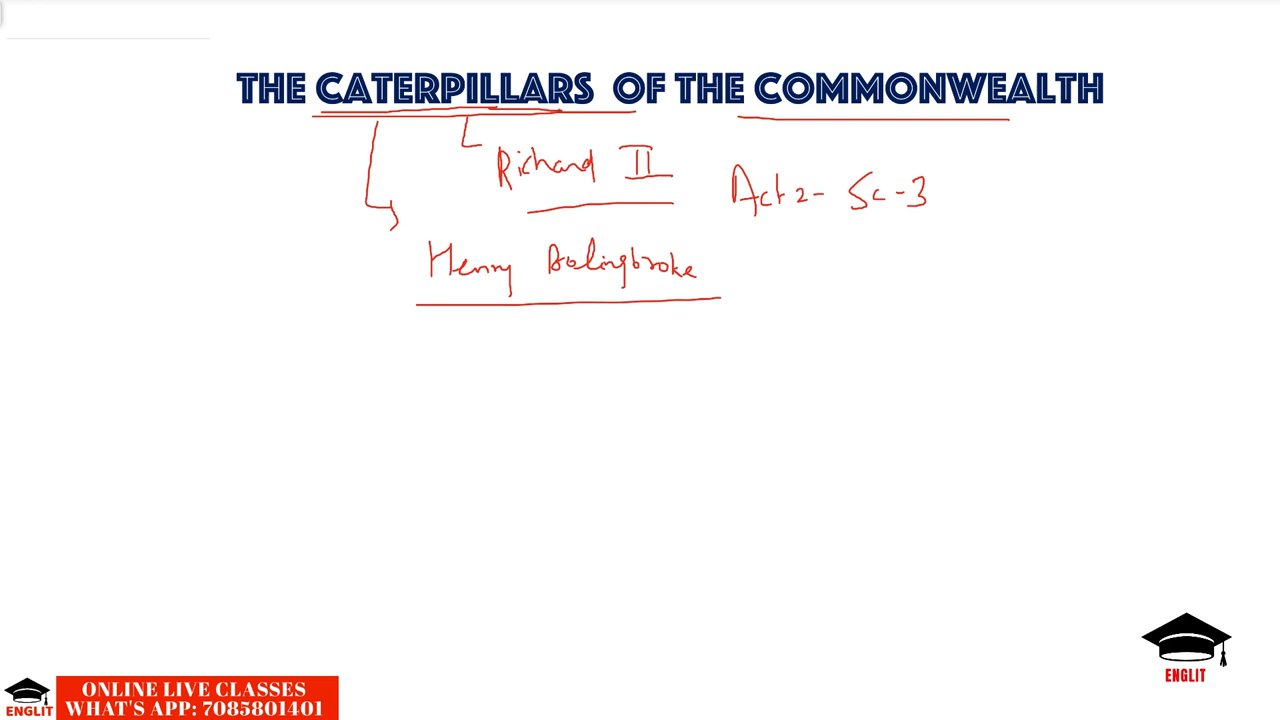 THE CATERPILLARS OF THE COMMONWEALTH
Richard II
Act 2 - Sc - 3
Henry Bolingbroke
ENGLIT
ONLINE LIVE CLASSES
WHAT'S APP: 7085801401
ENGLIT